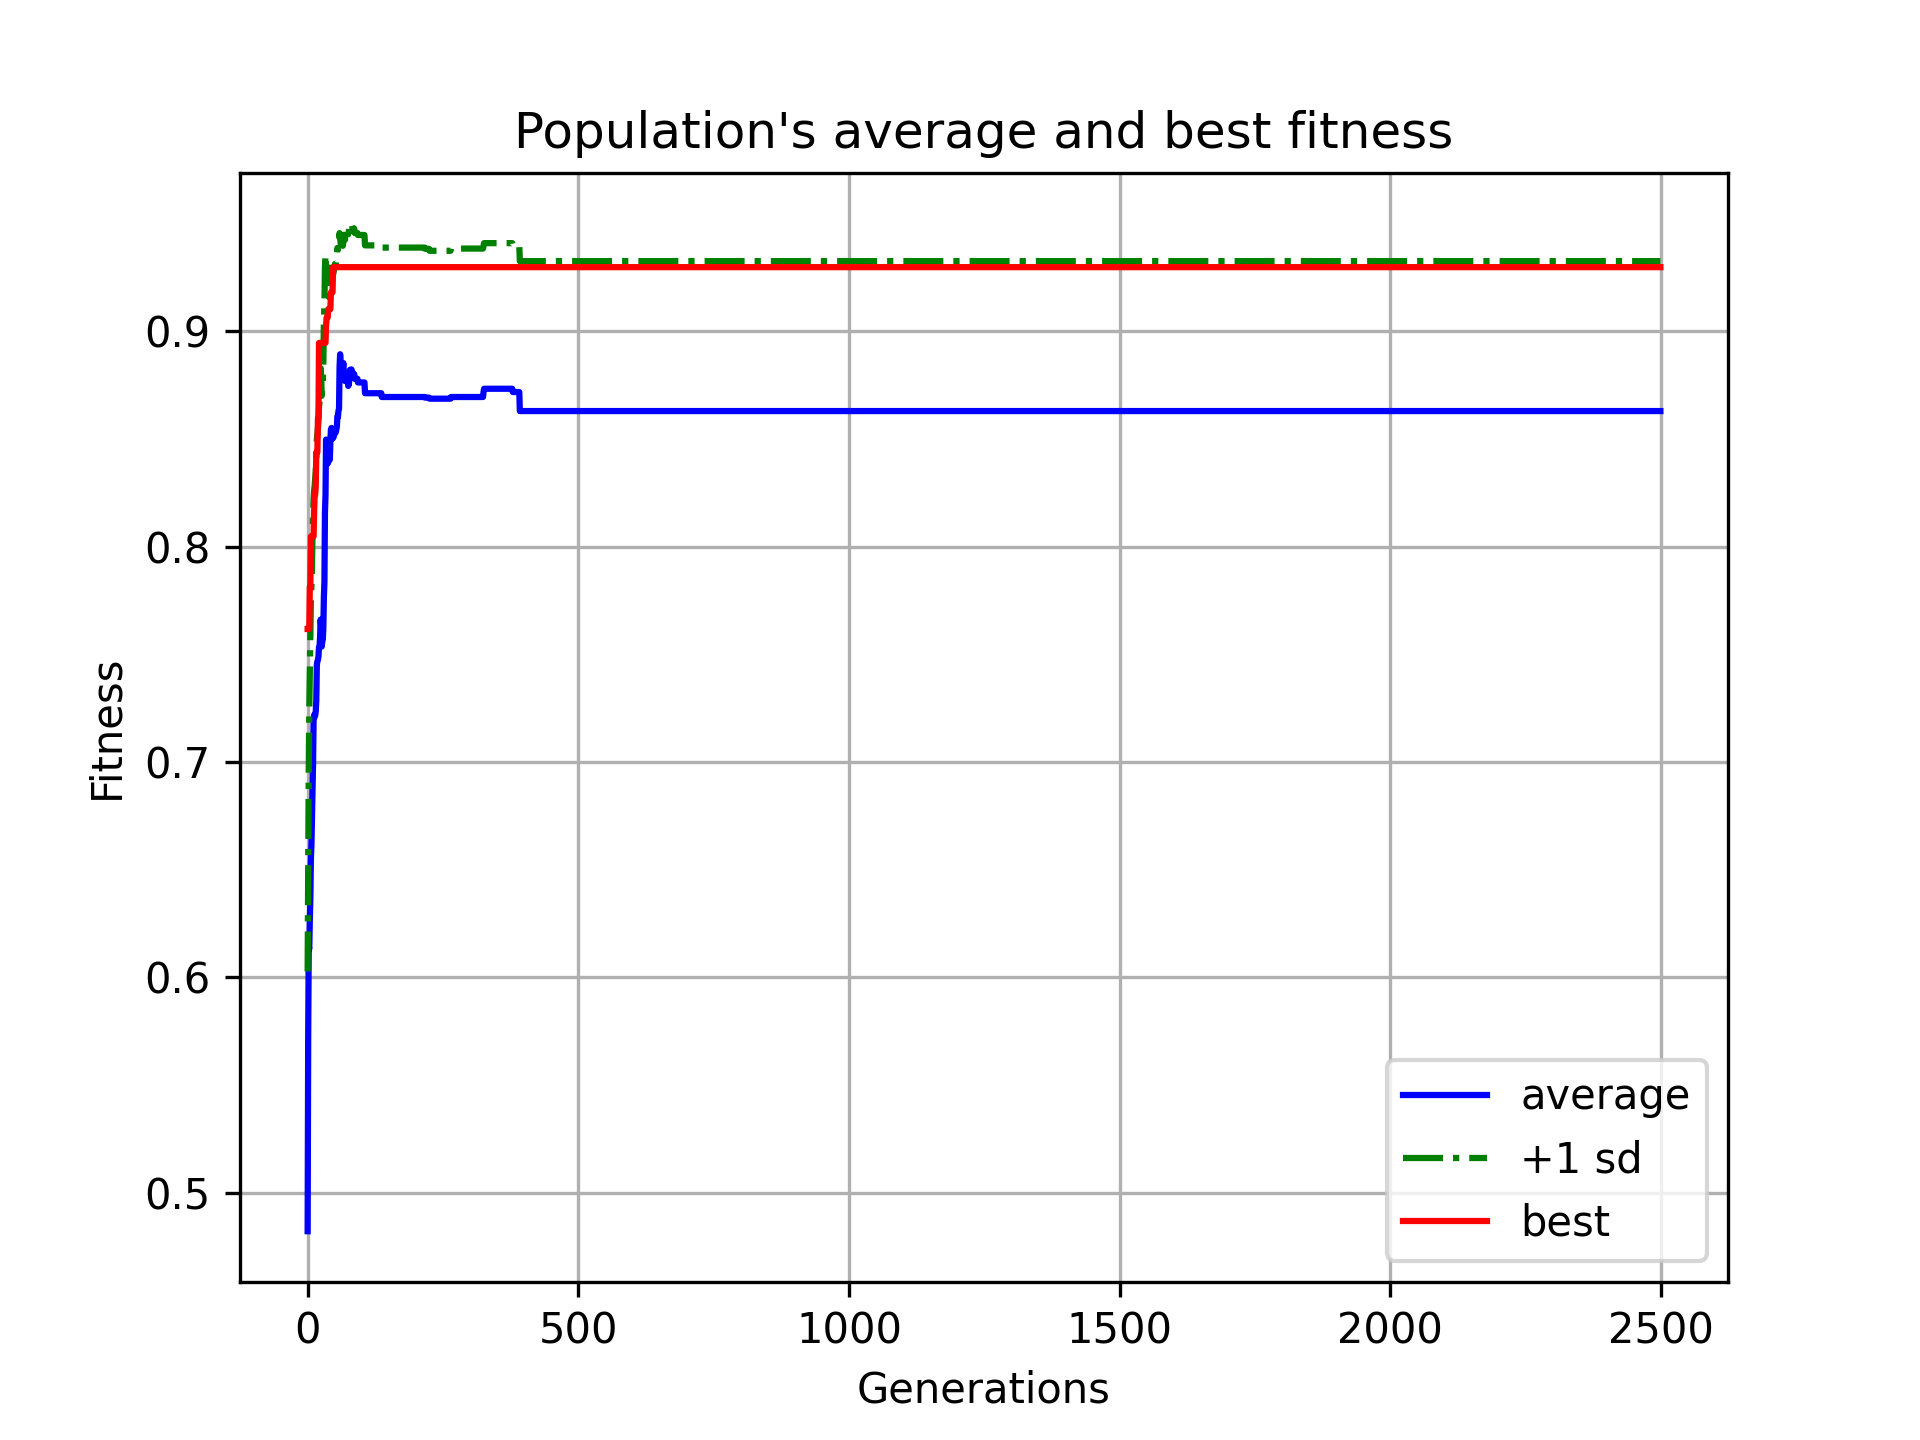 Population's average and best fitness
Fitness
0.9
0.8
0.7
0.6
0.5
0 500 1000 1500 2000 2500
Generations
average
+1 sd
best